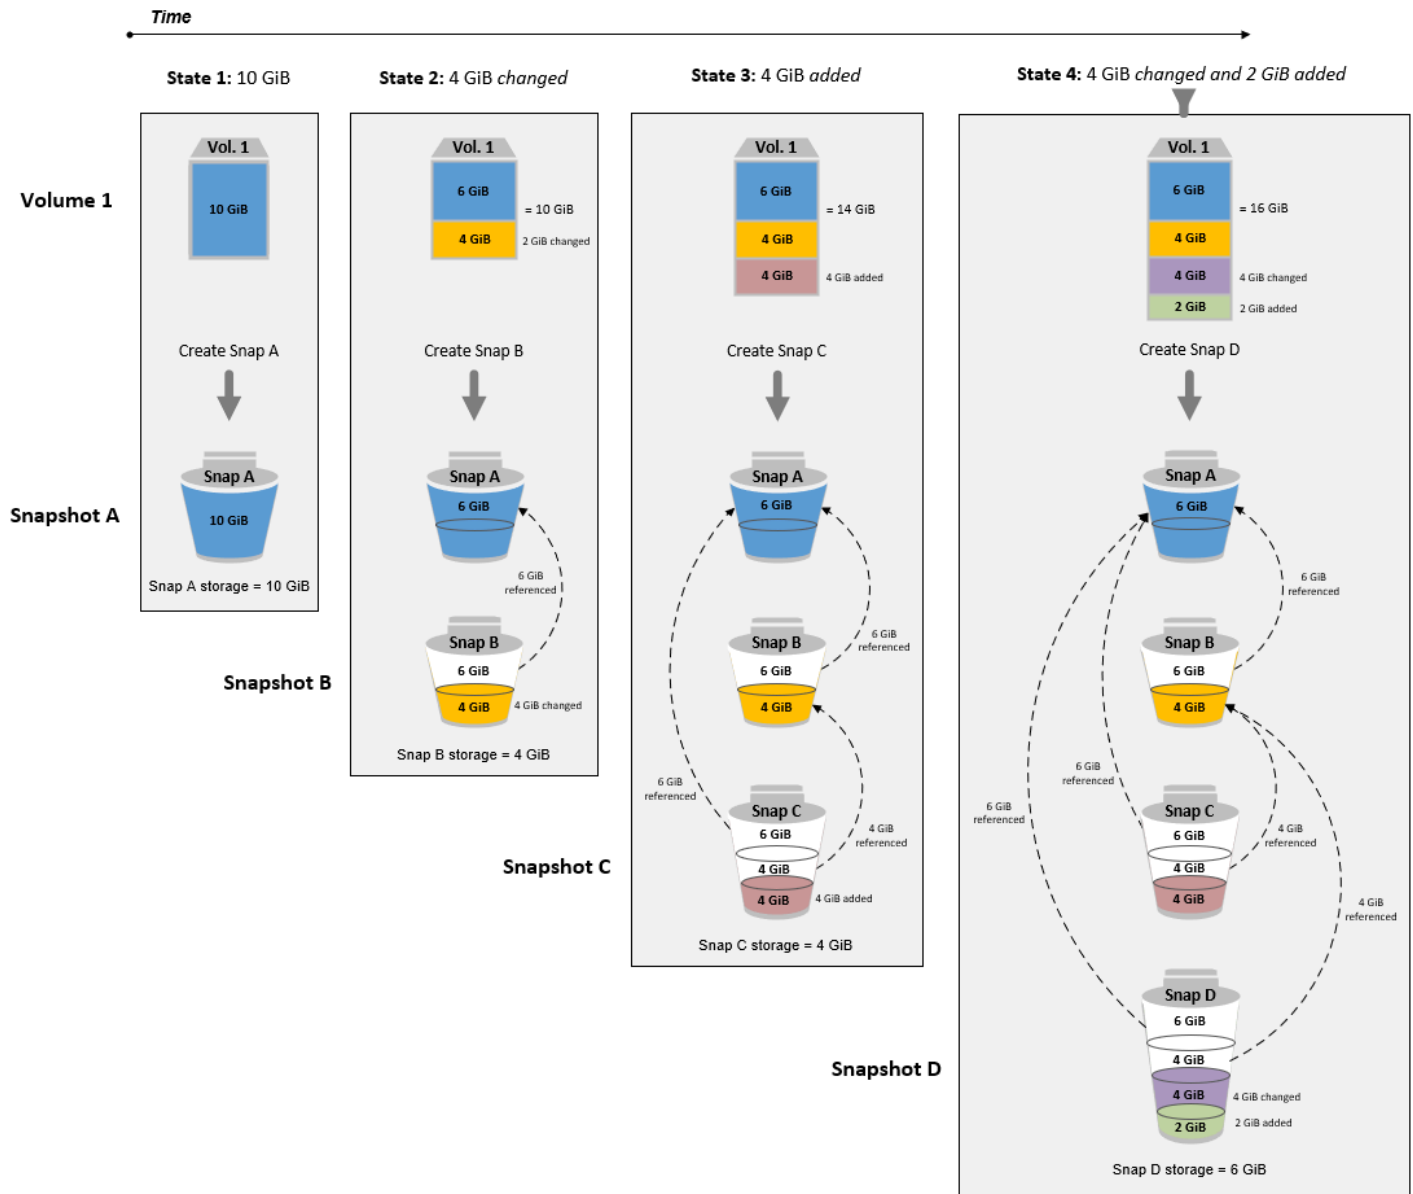 Time
State 1: 10 GiB
State 2: 4 GiB changed
State 3: 4 GiB added
State 4: 4 GiB changed and 2 GiB added
Volume 1
Vol. 1
10 GiB
Create Snap A
Snapshot A
Snap A
10 GiB
Snap A storage = 10 GiB
Vol. 1
6 GiB
= 10 GiB
4 GiB
2 GiB changed
Create Snap B
Snap A
6 GiB
6 GiB
referenced
Snapshot B
Snap B
6 GiB
4 GiB
4 GiB changed
Snap B storage = 4 GiB
Vol. 1
6 GiB
= 14 GiB
4 GiB
4 GiB
4 GiB added
Create Snap C
Snap A
6 GiB
6 GiB
referenced
Snap B
6 GiB
4 GiB
6 GiB
referenced
4 GiB
referenced
Snapshot C
Snap C
6 GiB
4 GiB
4 GiB
4 GiB added
Snap C storage = 4 GiB
Vol. 1
6 GiB
= 16 GiB
4 GiB
4 GiB
4 GiB changed
2 GiB
2 GiB added
Create Snap D
Snap A
6 GiB
6 GiB
referenced
Snap B
6 GiB
4 GiB
6 GiB
referenced
6 GiB
referenced
Snap C
6 GiB
4 GiB
4 GiB
4 GiB
referenced
4 GiB
referenced
Snapshot D
Snap D
6 GiB
4 GiB
4 GiB
4 GiB changed
2 GiB
2 GiB added
Snap D storage = 6 GiB